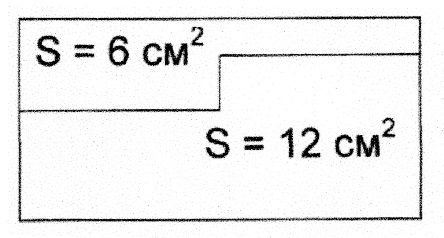 S = 6 см²
S = 12 см²